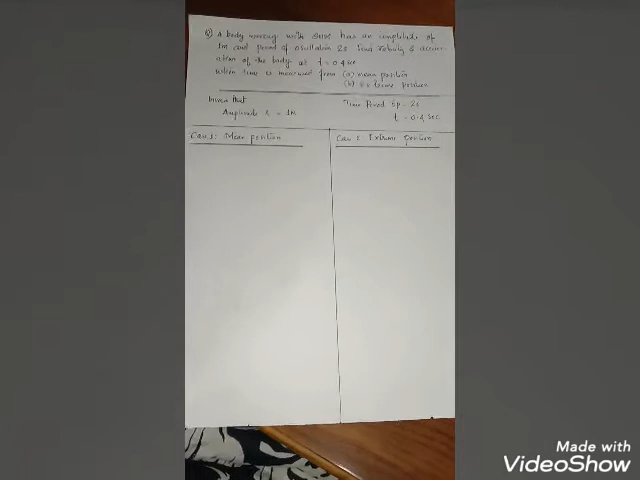 Q) A body moving with SHM has an amplitude of
1m and period of oscillation 2s find velocity & acceler
ation of the body at t = 0.4 sec
when time is measured from (a) mean position
(b) Extreme position
Given that
Amplitude = 1m
Time Period = 2s
t = 0.4 sec
Case 1: Mean position
Case : Extreme position
Made with
VideoShow